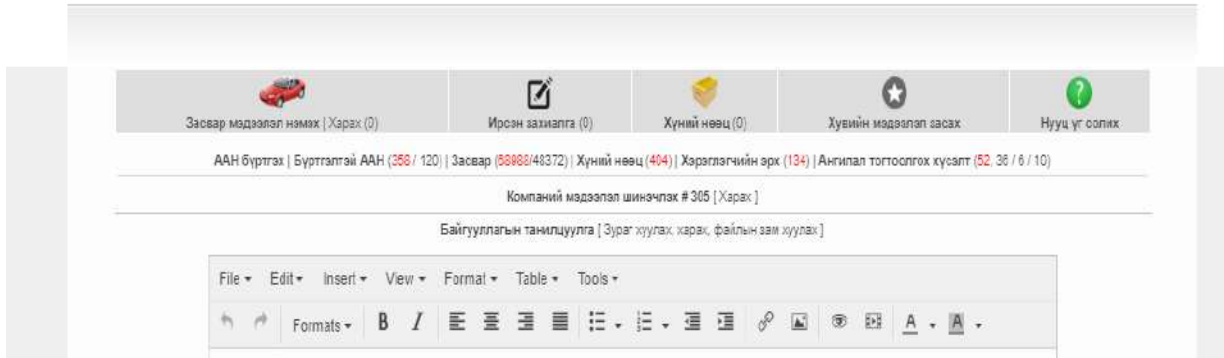 Засвар мэдээлэл нэмэх | Харах (0) Ирсэн захиалга (0) Хүний нөөц (0) Хувийн мэдээлэл засах Нууц үг солих
ААН бүртгэх | Бүртгэлтэй ААН (358 / 120) | Засвар (58988/48372) | Хүний нөөц (404) | Хэрэглэгчийн эрх (134) | Ангилал тогтоолгох хүсэлт (52, 36 / 6 / 10)
Компаний мэдээлэл шинэчлэх # 305 [ Харах ]
Байгууллагын танилцуулга [ Зураг хуулах, харах, файлын зам хуулах ]
File Edit Insert View Format Table Tools
Formats B I A A